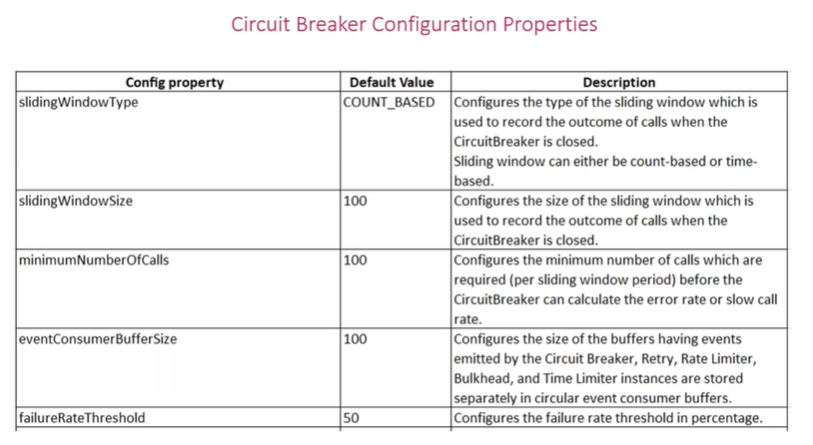 Circuit Breaker Configuration Properties
Config property Default Value Description
slidingWindowType COUNT_BASED Configures the type of the sliding window which is
used to record the outcome of calls when the
CircuitBreaker is closed.
Sliding window can either be count-based or time-
based.
slidingWindowSize 100 Configures the size of the sliding window which is
used to record the outcome of calls when the
CircuitBreaker is closed.
minimumNumberOfCalls 100 Configures the minimum number of calls which are
required (per sliding window period) before the
CircuitBreaker can calculate the error rate or slow call
rate.
eventConsumerBufferSize 100 Configures the size of the buffers having events
emitted by the Circuit Breaker, Retry, Rate Limiter,
Bulkhead, and Time Limiter instances are stored
separately in circular event consumer buffers.
failureRateThreshold 50 Configures the failure rate threshold in percentage.